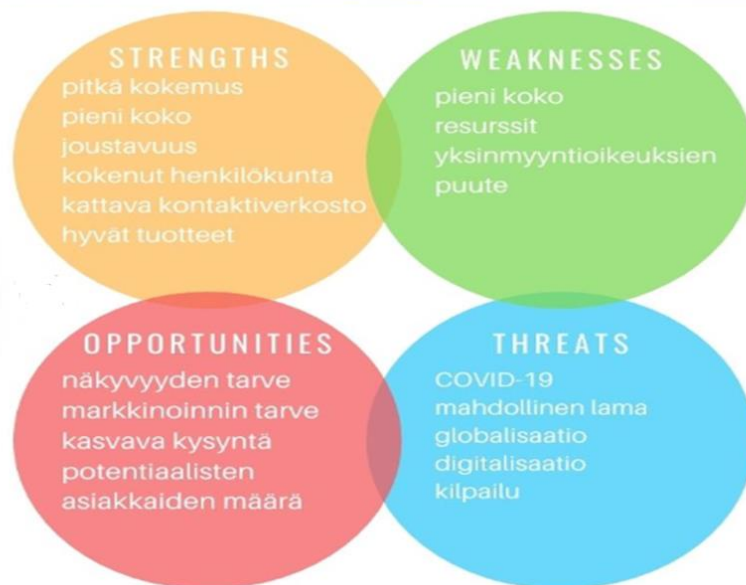 STRENGTHS
pitkä kokemus
pieni koko
joustavuus
kokenut henkilökunta
kattava kontaktiverkosto
hyvät tuotteet
WEAKNESSES
pieni koko
resurssit
yksinmyyntioikeuksien
puute
OPPORTUNITIES
näkyvyyden tarve
markkinoinnin tarve
kasvava kysyntä
potentiaalisten
asiakkaiden määrä
THREATS
COVID-19
mahdollinen lama
globalisaatio
digitalisaatio
kilpailu